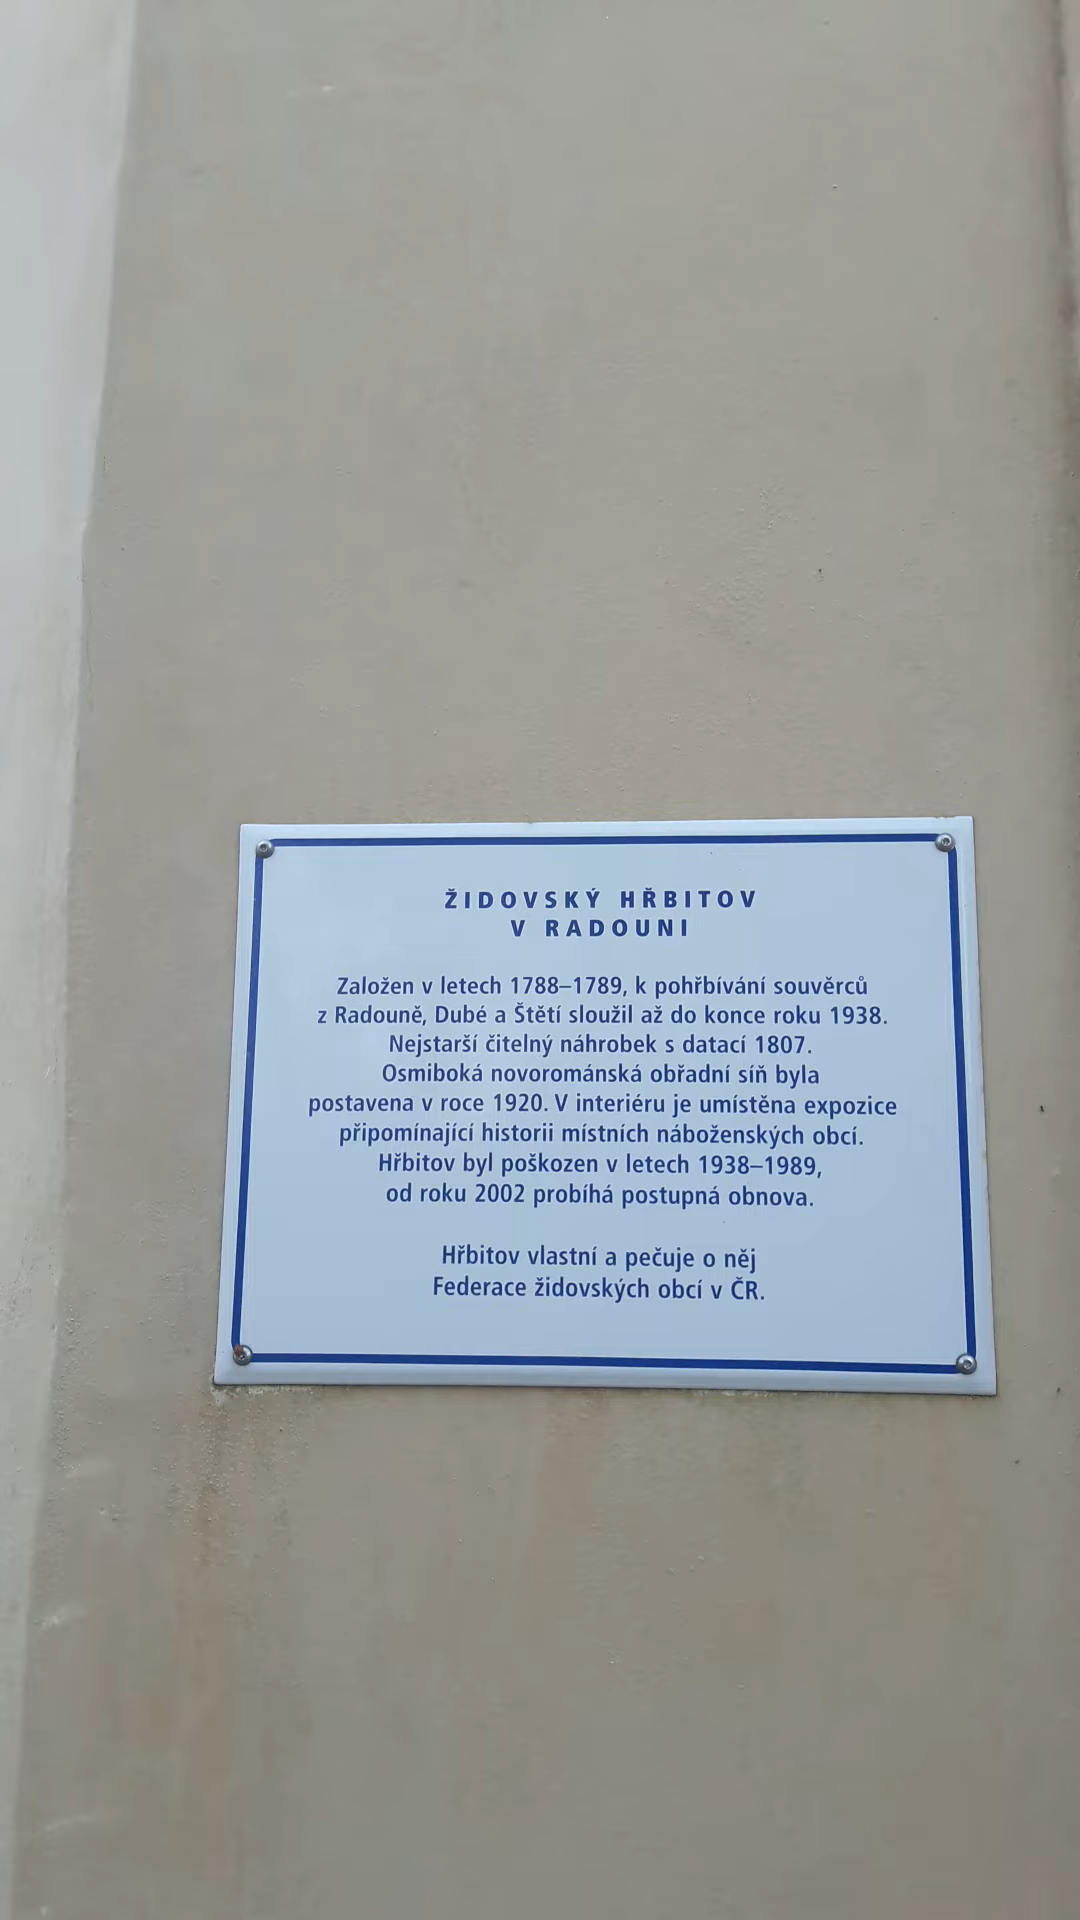 ŽIDOVSKÝ HŘBITOV
V RADOUNI
Založen v letech 1788–1789, k pohřbívání souvěrců
z Radouně, Dubé a Štětí sloužil až do konce roku 1938.
Nejstarší čitelný náhrobek s datací 1807.
Osmiboká novorománská obřadní síň byla
postavena v roce 1920. V interiéru je umístěna expozice
připomínající historii místních náboženských obcí.
Hřbitov byl poškozen v letech 1938–1989,
od roku 2002 probíhá postupná obnova.
Hřbitov vlastní a pečuje o něj
Federace židovských obcí v ČR.